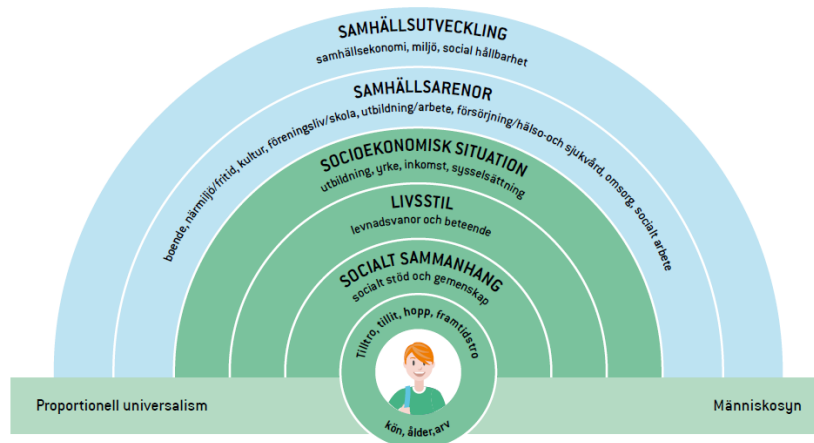 SAMHÄLLSUTVECKLING
samhällsekonomi, miljö, social hållbarhet
SAMHÄLLSARENOR
boende, närmiljö/fritid, kultur, föreningsliv/skola, utbildning/arbete, försörjning/hälso-och sjukvård, omsorg, socialt arbete
SOCIOEKONOMISK SITUATION
utbildning, yrke, inkomst, sysselsättning
LIVSSTIL
levnadsvanor och beteende
SOCIALT SAMMANHANG
socialt stöd och gemenskap
Tilltro, tillit, hopp, framtidstro
Proportionell universalism
Människosyn
kön, ålder,arv